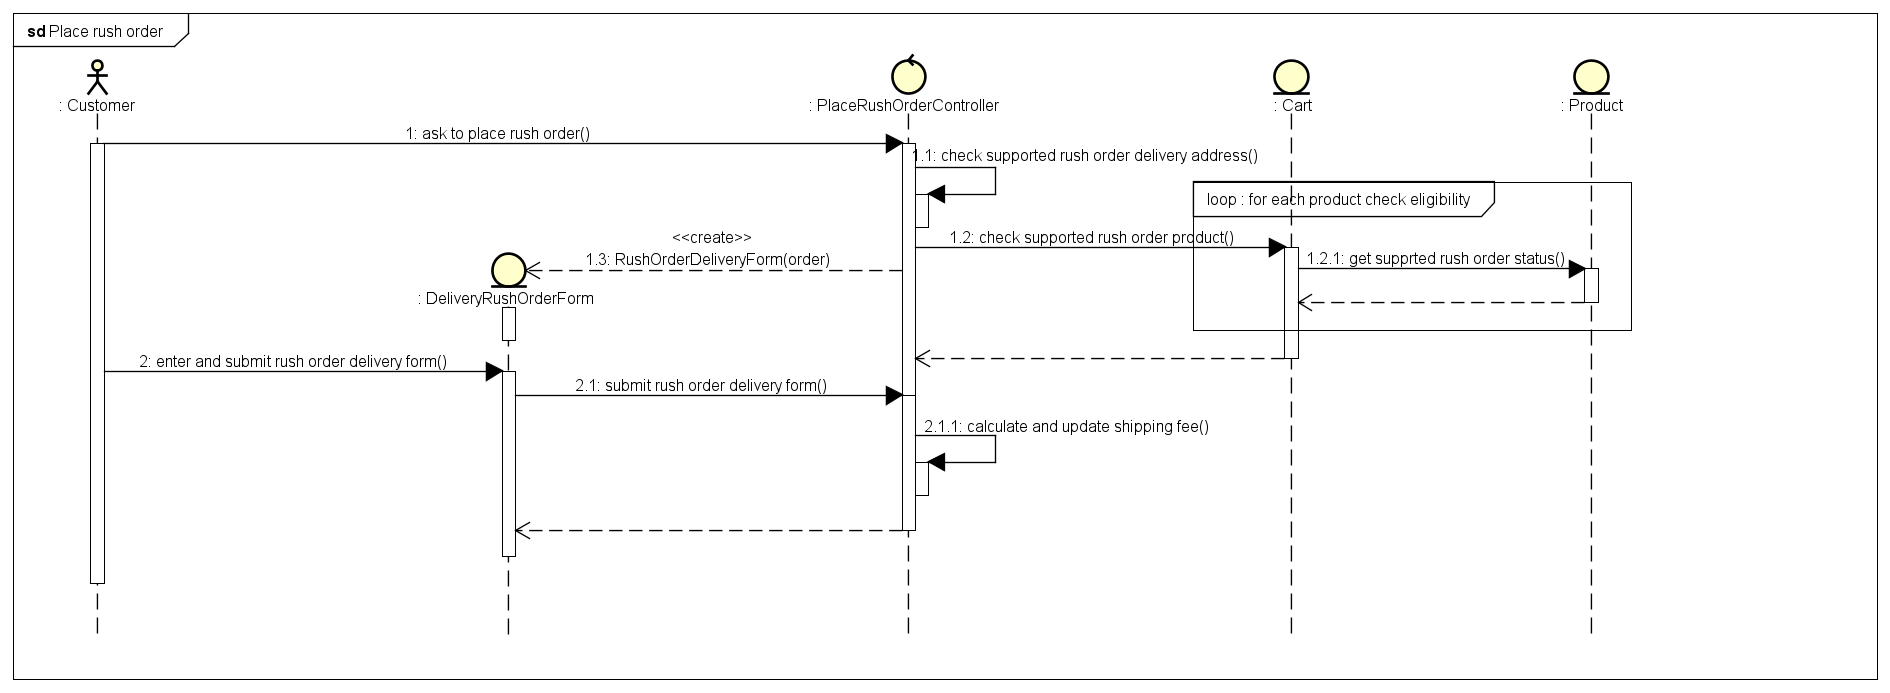 sd Place rush order
: Customer
: PlaceRushOrderController
: Cart
: Product
1: ask to place rush order()
1.1: check supported rush order delivery address()
loop : for each product check eligibility
<<create>>
1.2: check supported rush order product()
1.3: RushOrderDeliveryForm(order)
1.2.1: get supprted rush order status()
: DeliveryRushOrderForm
2: enter and submit rush order delivery form()
2.1: submit rush order delivery form()
2.1.1: calculate and update shipping fee()